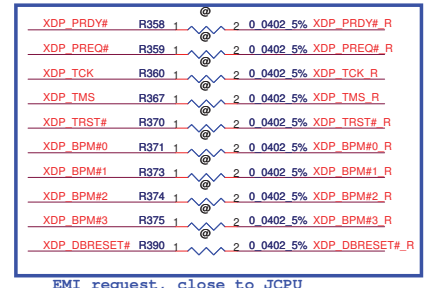 @
XDP_PRDY# R358 1 2 0_0402_5% XDP_PRDY#_R
@
XDP_PREQ# R359 1 2 0_0402_5% XDP_PREQ#_R
@
XDP_TCK R360 1 2 0_0402_5% XDP_TCK_R
@
XDP_TMS R367 1 2 0_0402_5% XDP_TMS_R
@
XDP_TRST# R370 1 2 0_0402_5% XDP_TRST#_R
@
XDP_BPM#0 R371 1 2 0_0402_5% XDP_BPM#0_R
@
XDP_BPM#1 R373 1 2 0_0402_5% XDP_BPM#1_R
@
XDP_BPM#2 R374 1 2 0_0402_5% XDP_BPM#2_R
@
XDP_BPM#3 R375 1 2 0_0402_5% XDP_BPM#3_R
@
XDP_DBRESET# R390 1 2 0_0402_5% XDP_DBRESET#_R
EMI request, close to JCPU